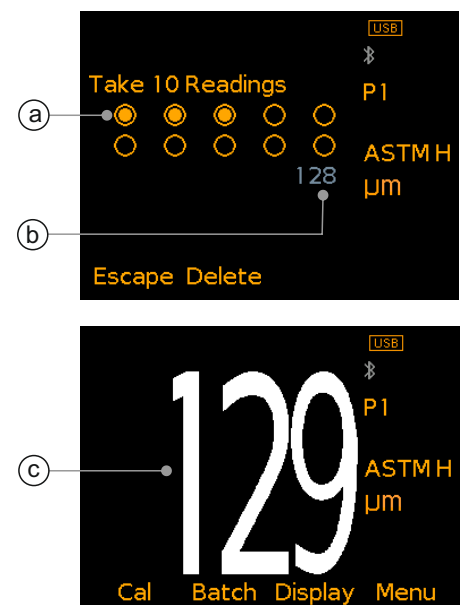 USB
Take 10 Readings
P1
a
ASTM H
128
µm
b
Escape Delete
USB
P1
129
c
ASTM H
µm
Cal Batch Display Menu